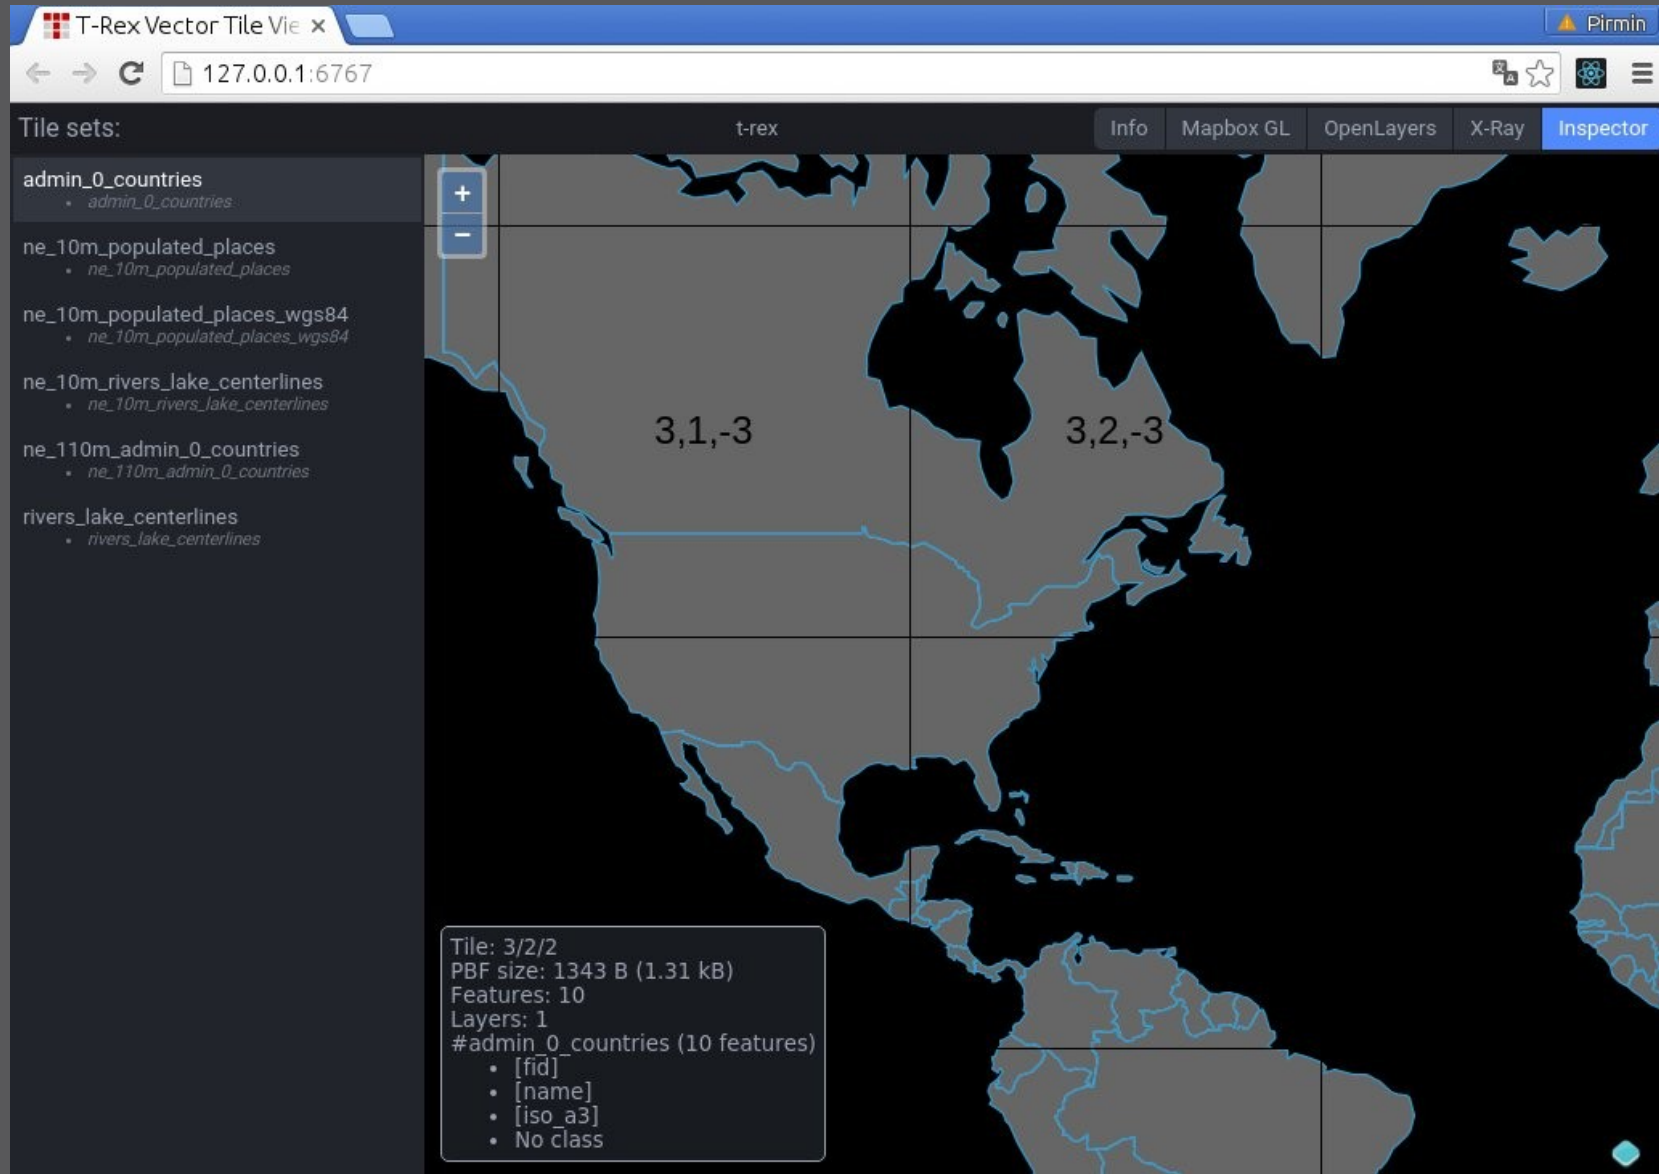 T-Rex Vector Tile Vie
Pirmin
127.0.0.1:6767
Tile sets:
t-rex
Info
Mapbox GL
OpenLayers
X-Ray
Inspector
admin_0_countries
• admin_0_countries
ne_10m_populated_places
• ne_10m_populated_places
ne_10m_populated_places_wgs84
• ne_10m_populated_places_wgs84
ne_10m_rivers_lake_centerlines
• ne_10m_rivers_lake_centerlines
ne_110m_admin_0_countries
• ne_110m_admin_0_countries
rivers_lake_centerlines
• rivers_lake_centerlines
+
−
3,1,-3
3,2,-3
Tile: 3/2/2
PBF size: 1343 B (1.31 kB)
Features: 10
Layers: 1
#admin_0_countries (10 features)
• [fid]
• [name]
• [iso_a3]
• No class